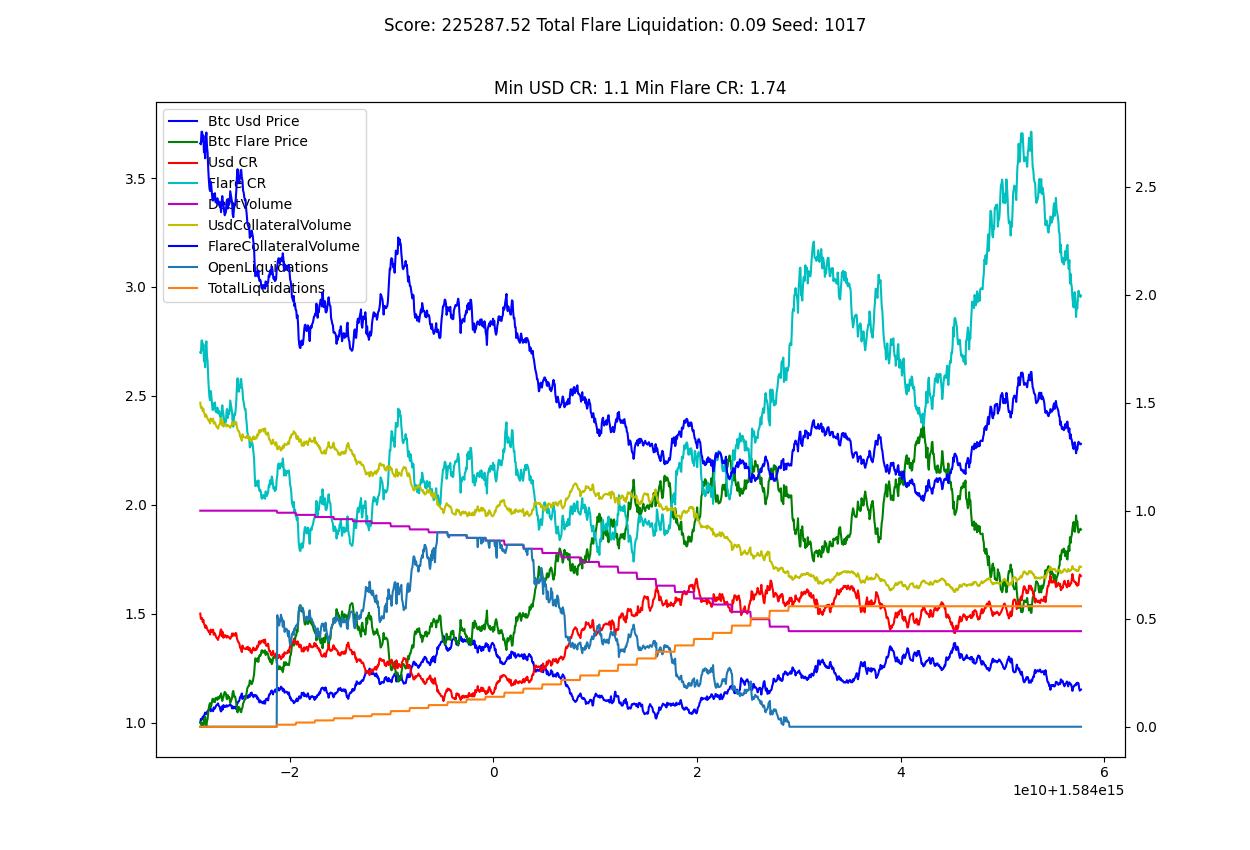 Score: 225287.52 Total Flare Liquidation: 0.09 Seed: 1017
Min USD CR: 1.1 Min Flare CR: 1.74
Btc Usd Price
Btc Flare Price
Usd CR
Flare CR
DebtVolume
UsdCollateralVolume
FlareCollateralVolume
OpenLiquidations
TotalLiquidations
3.5
3.0
2.5
2.0
1.5
1.0
2.5
2.0
1.5
1.0
0.5
0.0
−2 0 2 4 6
1e10+1.584e15